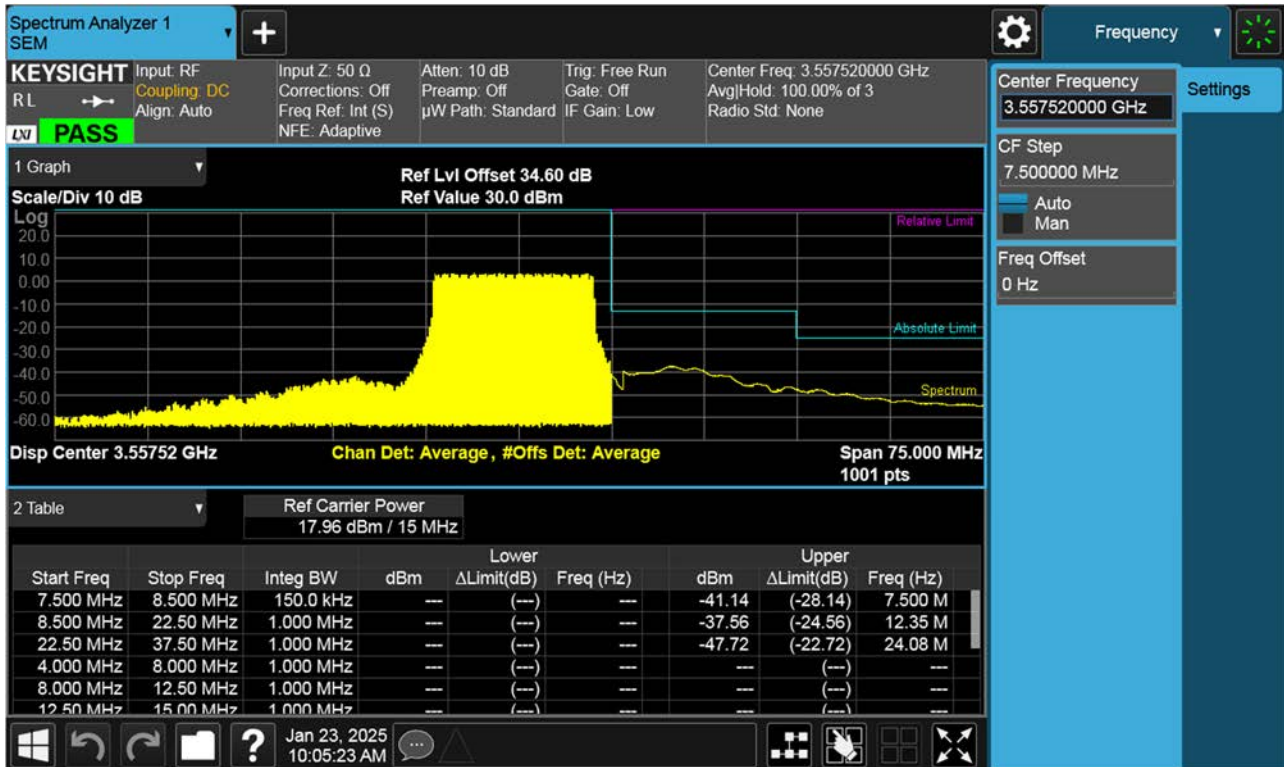 Spectrum Analyzer 1
SEM
+
Frequency
KEYSIGHT
RL
LXI PASS
Input: RF
Coupling: DC
Align: Auto
Input Z: 50 Ω
Corrections: Off
Freq Ref: Int (S)
NFE: Adaptive
Atten: 10 dB
Preamp: Off
µW Path: Standard
Trig: Free Run
Gate: Off
IF Gain: Low
Center Freq: 3.557520000 GHz
Avg|Hold: 100.00% of 3
Radio Std: None
Center Frequency
3.557520000 GHz
Settings
CF Step
7.500000 MHz
Auto
Man
Freq Offset
0 Hz
1 Graph
Scale/Div 10 dB
Ref Lvl Offset 34.60 dB
Ref Value 30.0 dBm
Log
20.0
10.0
0.00
-10.0
-20.0
-30.0
-40.0
-50.0
-60.0
Relative Limit
Absolute Limit
Spectrum
Disp Center 3.55752 GHz
Chan Det: Average, #Offs Det: Average
Span 75.000 MHz
1001 pts
2 Table
Ref Carrier Power
17.96 dBm / 15 MHz
Lower Upper
Start Freq Stop Freq Integ BW dBm ΔLimit(dB) Freq (Hz) dBm ΔLimit(dB) Freq (Hz)
7.500 MHz 8.500 MHz 150.0 kHz --- (---) --- -41.14 (-28.14) 7.500 M
8.500 MHz 22.50 MHz 1.000 MHz --- (---) --- -37.56 (-24.56) 12.35 M
22.50 MHz 37.50 MHz 1.000 MHz --- (---) --- -47.72 (-22.72) 24.08 M
4.000 MHz 8.000 MHz 1.000 MHz --- (---) --- --- (---) ---
8.000 MHz 12.50 MHz 1.000 MHz --- (---) --- --- (---) ---
12.50 MHz 15.00 MHz 1.000 MHz --- (---) --- --- (---) ---
?
Jan 23, 2025
10:05:23 AM